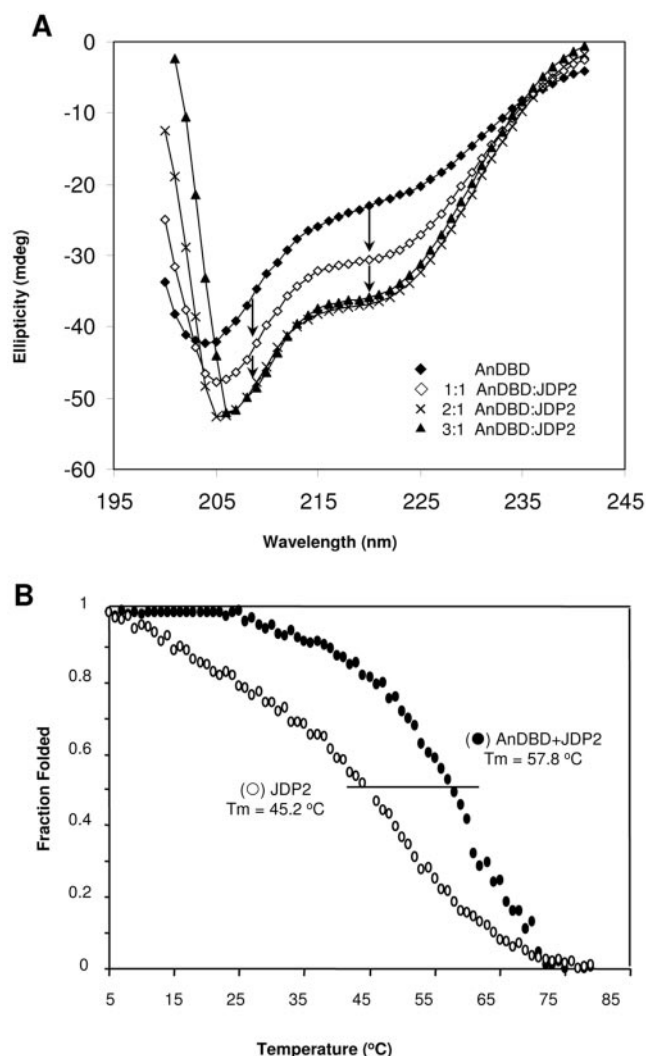 A
0
-10
-20
-30
-40
-50
-60
Ellipticity (mdeg)
AnDBD
1:1 AnDBD:JDP2
2:1 AnDBD:JDP2
3:1 AnDBD:JDP2
195 205 215 225 235 245
Wavelength (nm)
B
1
0.8
0.6
0.4
0.2
0
Fraction Folded
(●) AnDBD+JDP2
Tm = 57.8 ºC
(○) JDP2
Tm = 45.2 ºC
5 15 25 35 45 55 65 75 85
Temperature (ºC)